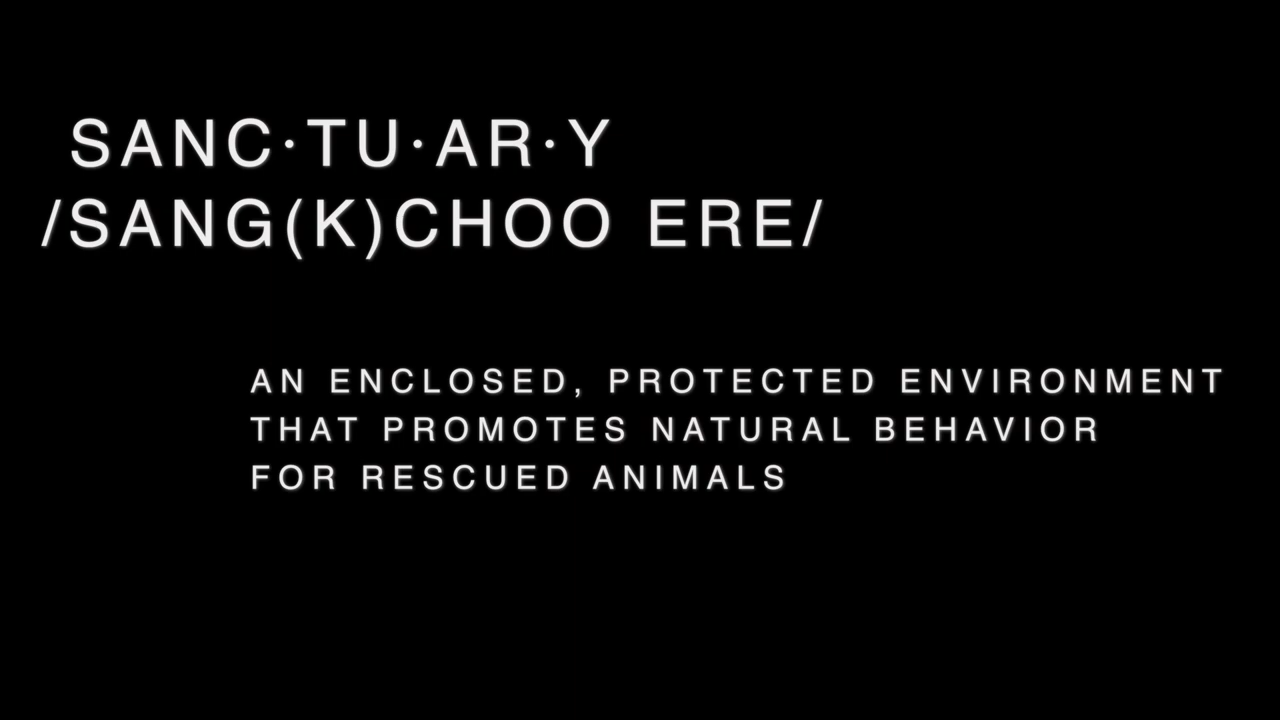 SANC·TU·AR·Y
/SANG(K)CHOO ERE/
AN ENCLOSED, PROTECTED ENVIRONMENT
THAT PROMOTES NATURAL BEHAVIOR
FOR RESCUED ANIMALS